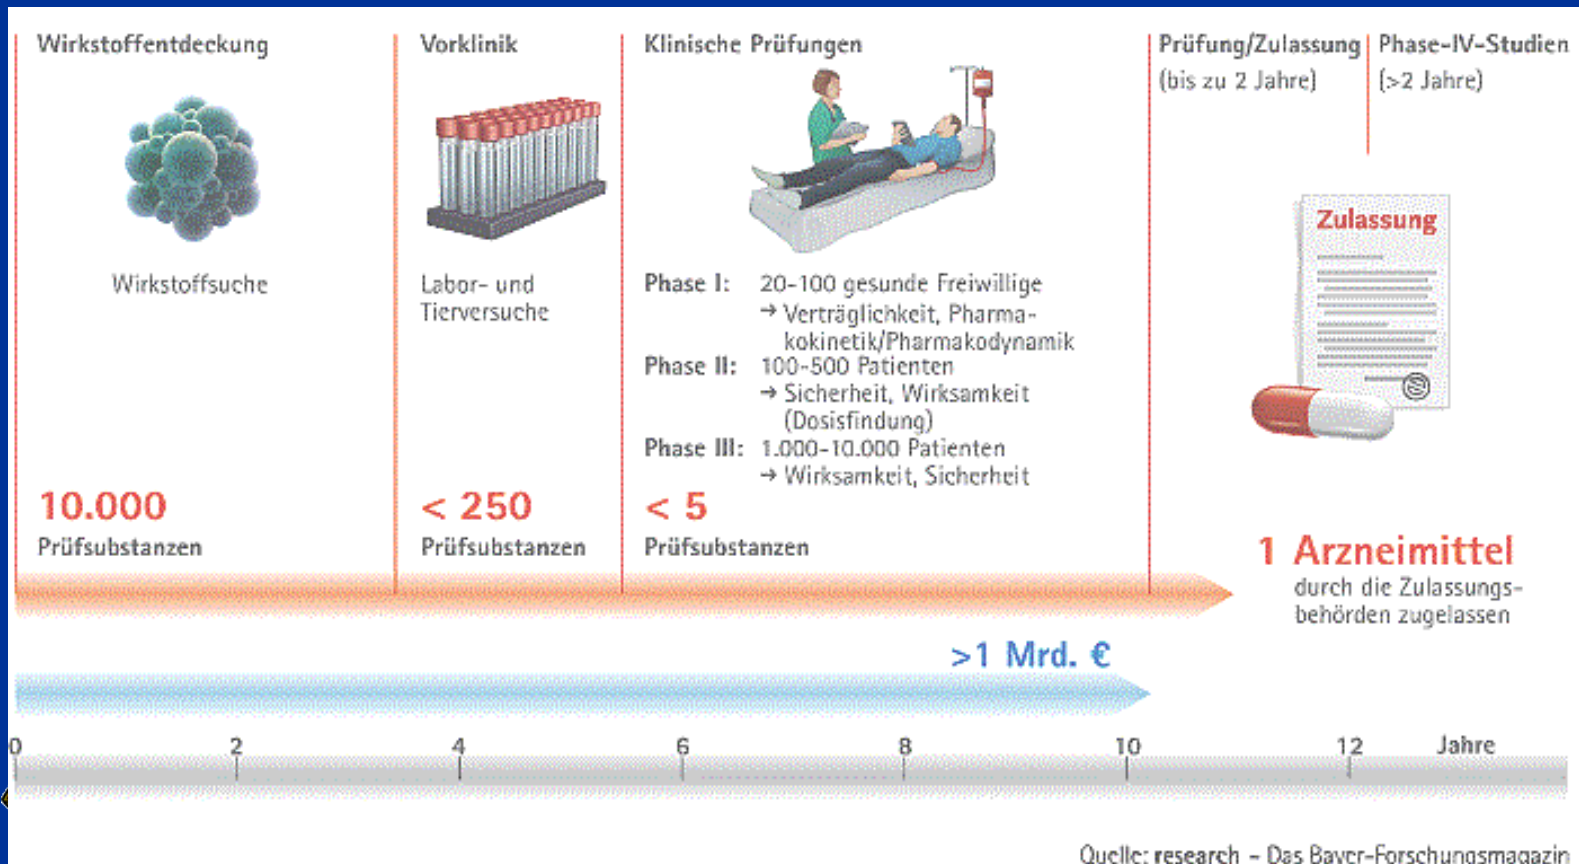 Wirkstoffentdeckung
Wirkstoffsuche
10.000
Prüfsubstanzen
Vorklinik
Labor- und
Tierversuche
< 250
Prüfsubstanzen
Klinische Prüfungen
Phase I: 20-100 gesunde Freiwillige
→ Verträglichkeit, Pharma-
kokinetik/Pharmakodynamik
Phase II: 100-500 Patienten
→ Sicherheit, Wirksamkeit
(Dosisfindung)
Phase III: 1.000-10.000 Patienten
→ Wirksamkeit, Sicherheit
< 5
Prüfsubstanzen
Prüfung/Zulassung
(bis zu 2 Jahre)
Phase-IV-Studien
(>2 Jahre)
Zulassung
1 Arzneimittel
durch die Zulassungs-
behörden zugelassen
>1 Mrd. €
0 2 4 6 8 10 12 Jahre
Quelle: research – Das Bayer-Forschungsmagazin